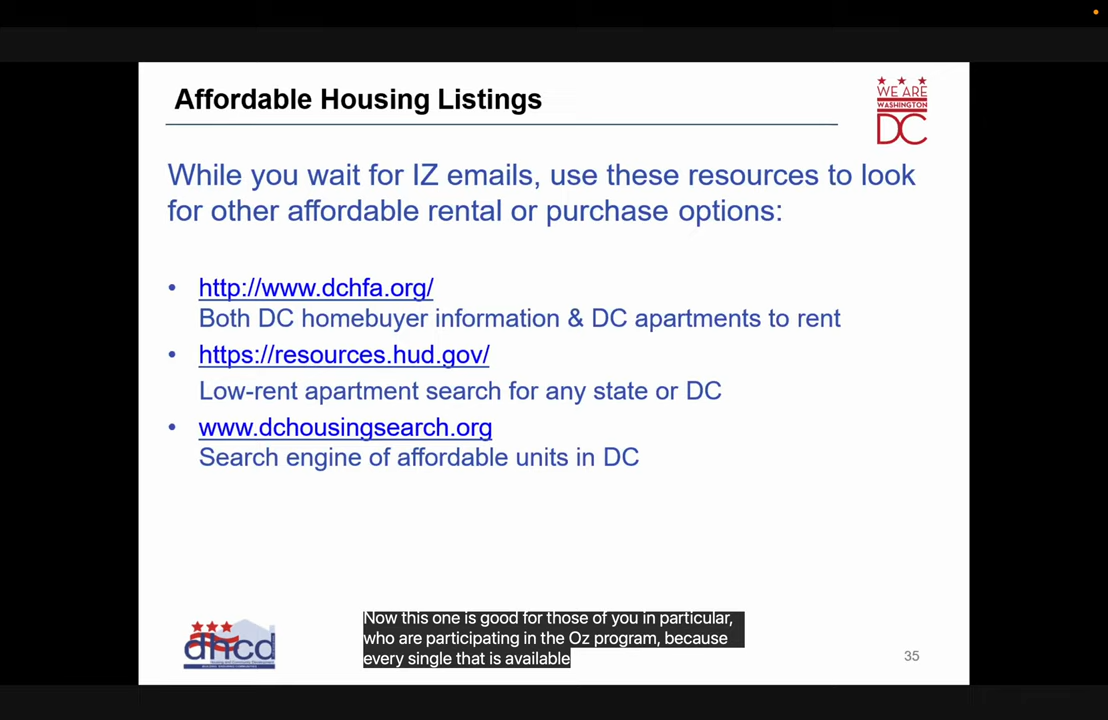 Affordable Housing Listings
WE ARE
WASHINGTON
DC
While you wait for IZ emails, use these resources to look
for other affordable rental or purchase options:
• http://www.dchfa.org/
Both DC homebuyer information & DC apartments to rent
• https://resources.hud.gov/
Low-rent apartment search for any state or DC
• www.dchousingsearch.org
Search engine of affordable units in DC
dhcd
Now this one is good for those of you in particular,
who are participating in the Oz program, because
every single that is available
35